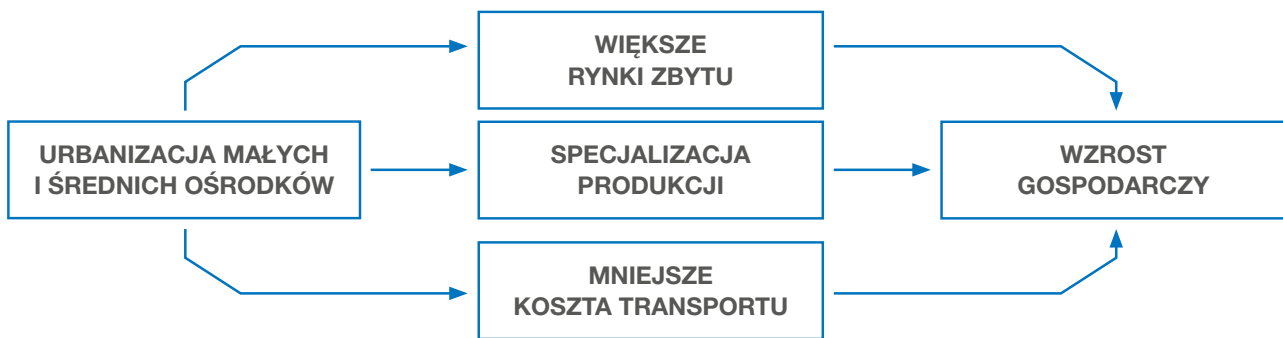 WIĘKSZE
RYNKI ZBYTU
URBANIZACJA MAŁYCH
I ŚREDNICH OŚRODKÓW
SPECJALIZACJA
PRODUKCJI
WZROST
GOSPODARCZY
MNIEJSZE
KOSZTA TRANSPORTU